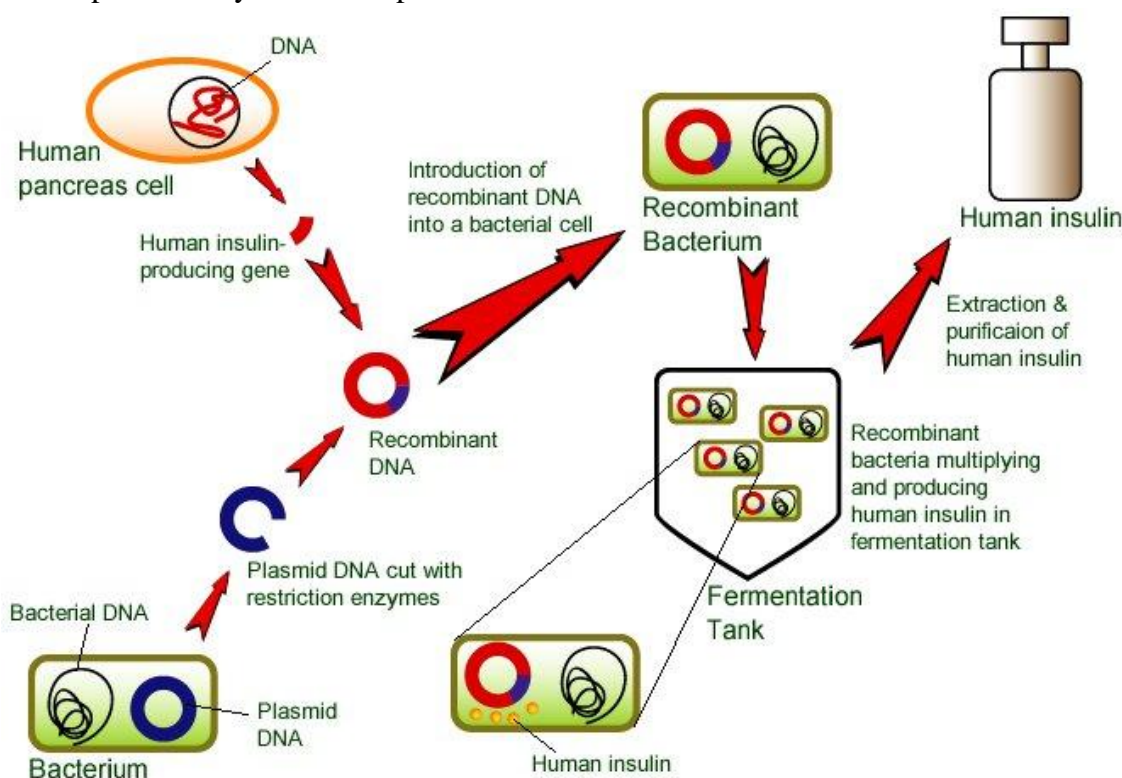 DNA
Human
pancreas cell
Human insulin-
producing gene
Introduction of
recombinant DNA
into a bacterial cell
Recombinant
Bacterium
Human insulin
Extraction &
purificaion of
human insulin
Recombinant
DNA
Plasmid DNA cut with
restriction enzymes
Recombinant
bacteria multiplying
and producing
human insulin in
fermentation tank
Fermentation
Tank
Bacterial DNA
Plasmid
DNA
Bacterium
Human insulin